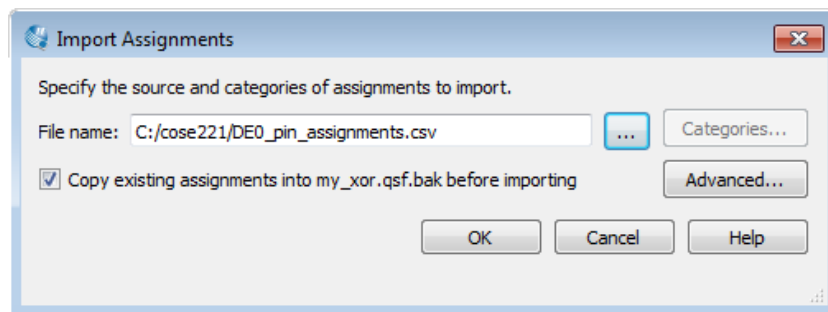 Import Assignments
Specify the source and categories of assignments to import.
File name: C:/cose221/DE0_pin_assignments.csv ... Categories...
Copy existing assignments into my_xor.qsf.bak before importing Advanced...
OK Cancel Help